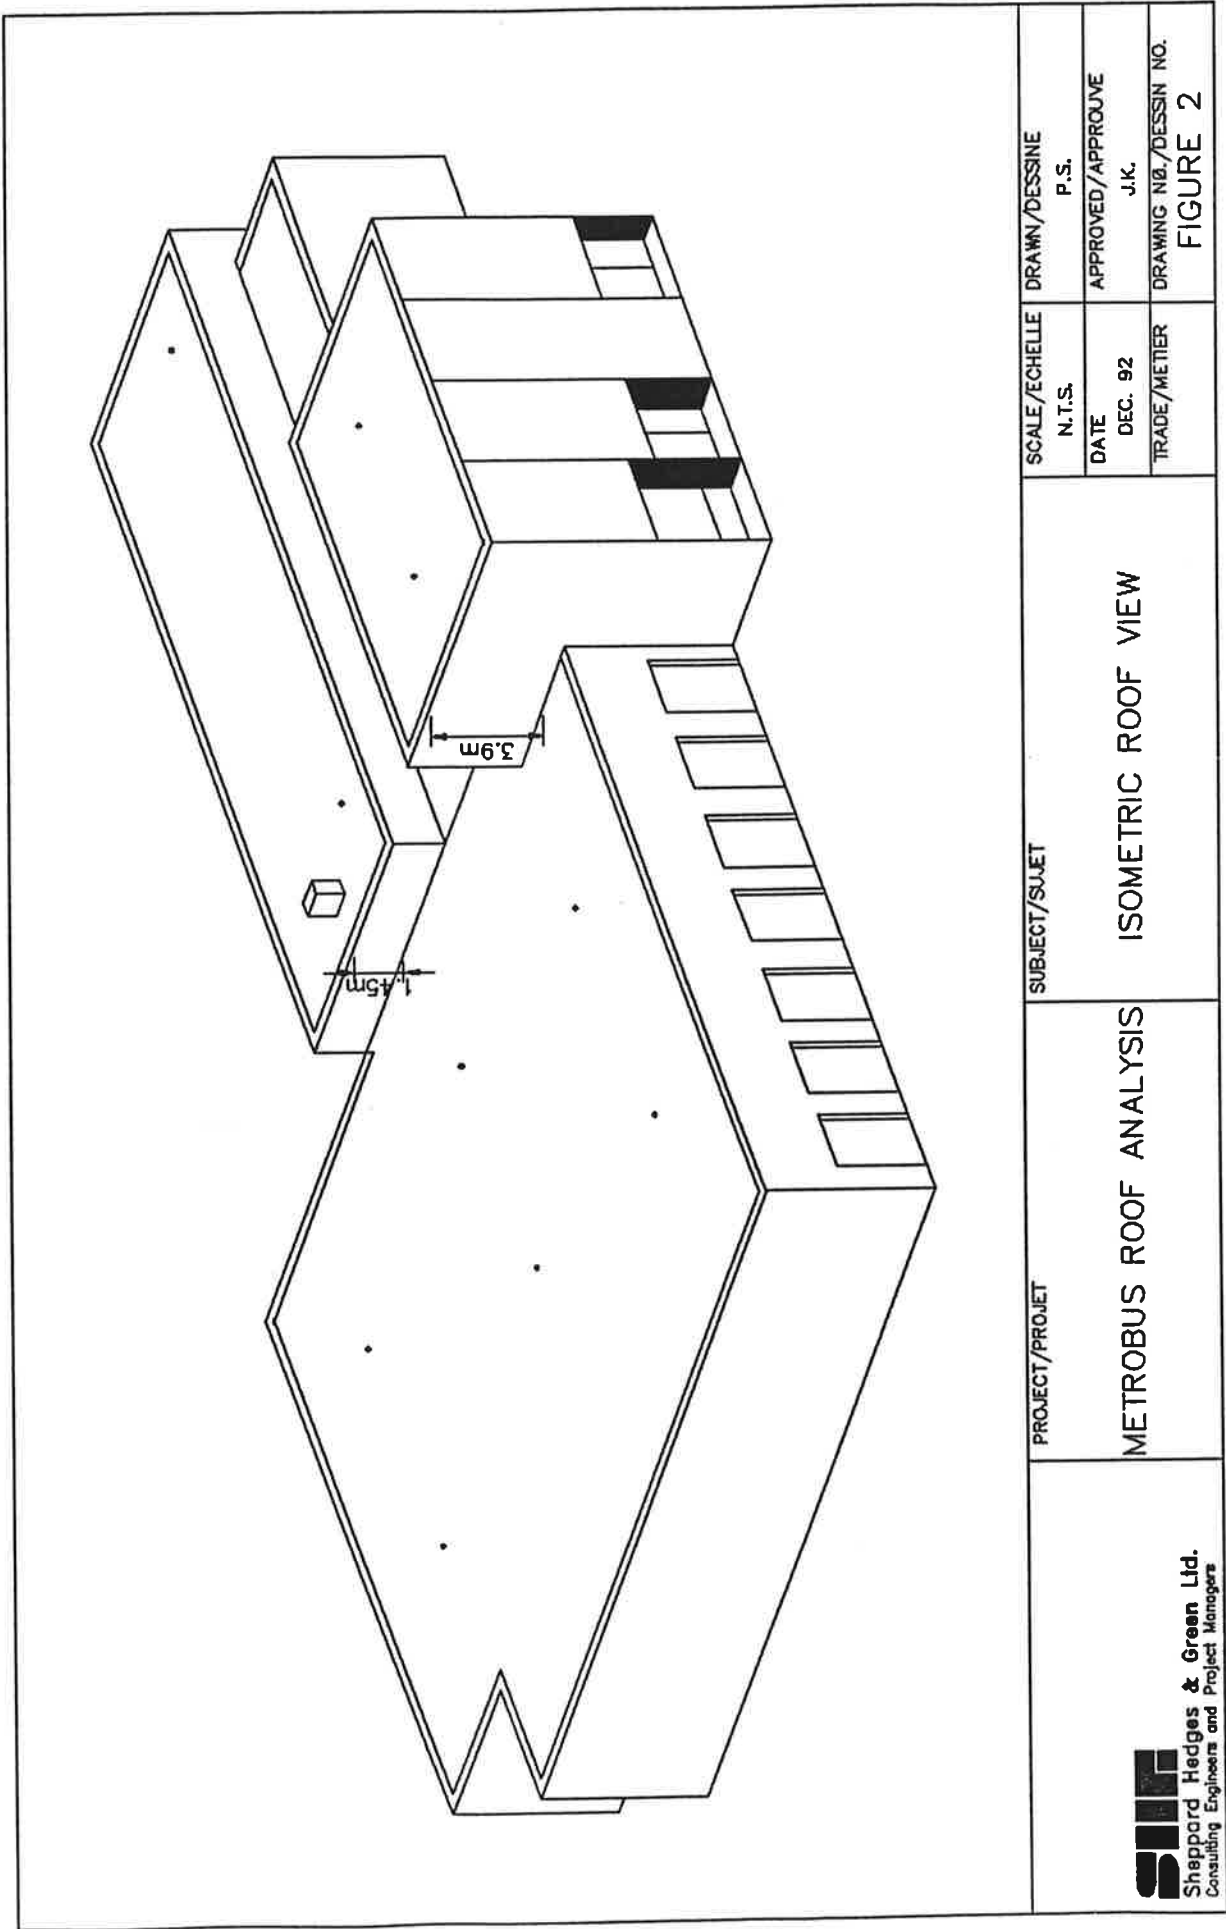 3.9m
1.45m
Sheppard Hedges & Green Ltd.
Consulting Engineers and Project Managers
PROJECT/PROJET
METROBUS ROOF ANALYSIS
SUBJECT/SUJET
ISOMETRIC ROOF VIEW
SCALE/ECHELLE
N.T.S.
DRAWN/DESSINE
P.S.
DATE
DEC. 92
APPROVED/APPROUVE
J.K.
TRADE/METIER
DRAWING NO./DESSIN NO.
FIGURE 2